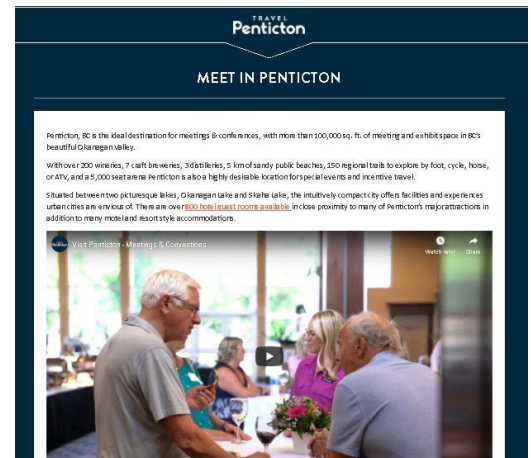 TRAVEL
Penticton
MEET IN PENTICTON
Penticton, BC is the ideal destination for meetings & conferences, with more than 100,000 sq. ft. of meeting and exhibit space in BC's
beautiful Okanagan Valley.
With over 200 wineries, 7 craft breweries, 3 distilleries, 5 km of sandy public beaches, 150 regional trails to explore by foot, cycle, horse,
or ATV, and a 5,000 seat arena Penticton is also a highly desirable location for special events and incentive travel.
Situated between two picturesque lakes, Okanagan Lake and Skaha Lake, the intuitively compact city offers facilities and experiences
urban cities are envious of. There are over 800 hotel guest rooms available in close proximity to many of Penticton's major attractions in
addition to many motel and resort style accommodations.
Visit Penticton - Meetings & Conventions
Watch later
Share